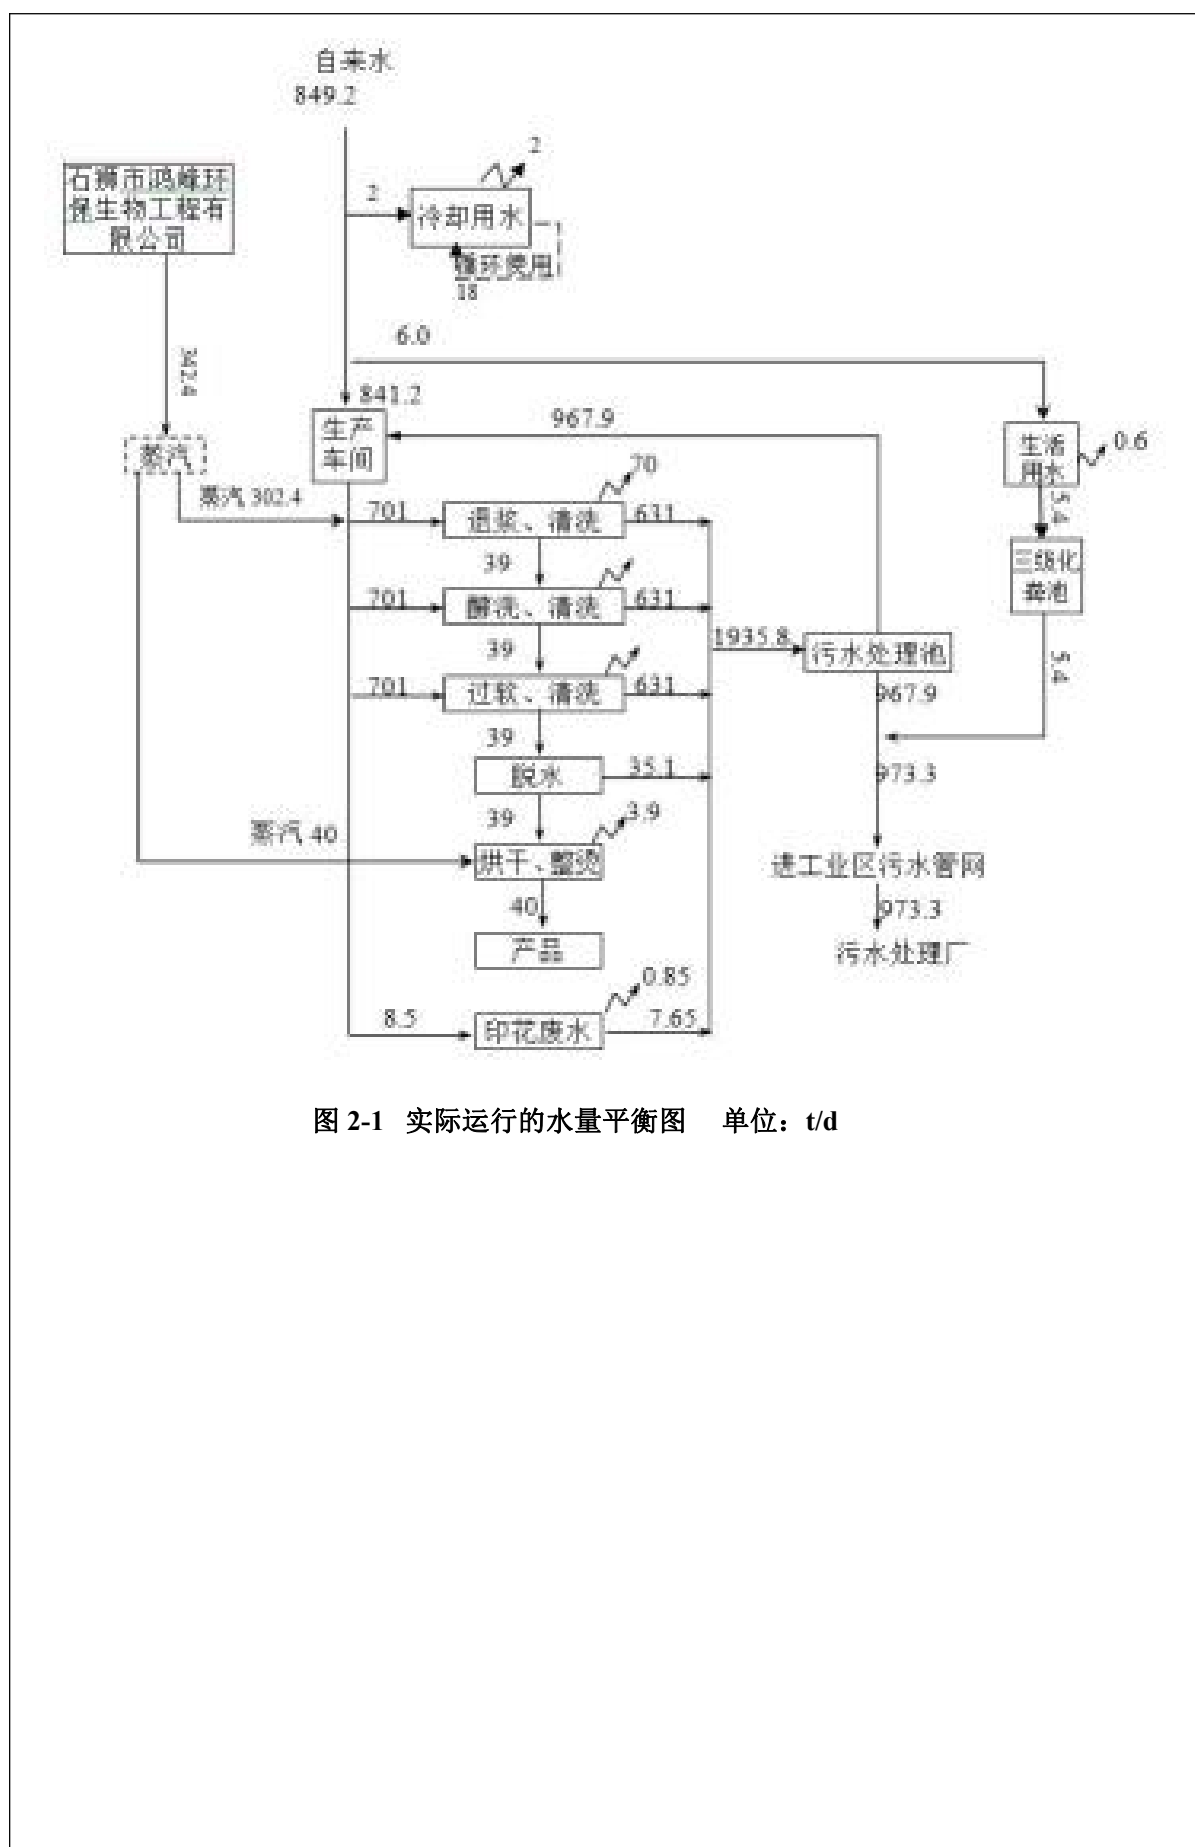 自来水
849.2
2
石狮市鸿峰环
保生物工程有
限公司
2
冷却用水
循环使用
18
6.0
342.4
841.2
生产
车间
967.9
生活
用水
0.6
蒸汽
蒸汽 302.4
70
701
退浆、清洗
631
5.4
39
三级化
粪池
701
酵洗、清洗
631
1935.8
污水处理池
39
5.4
701
过软、清洗
631
967.9
39
脱水
35.1
973.3
39
3.9
蒸汽 40
烘干、整烫
进工业区污水管网
40
973.3
产品
污水处理厂
0.85
8.5
印花废水
7.65
图 2-1 实际运行的水量平衡图 单位：t/d